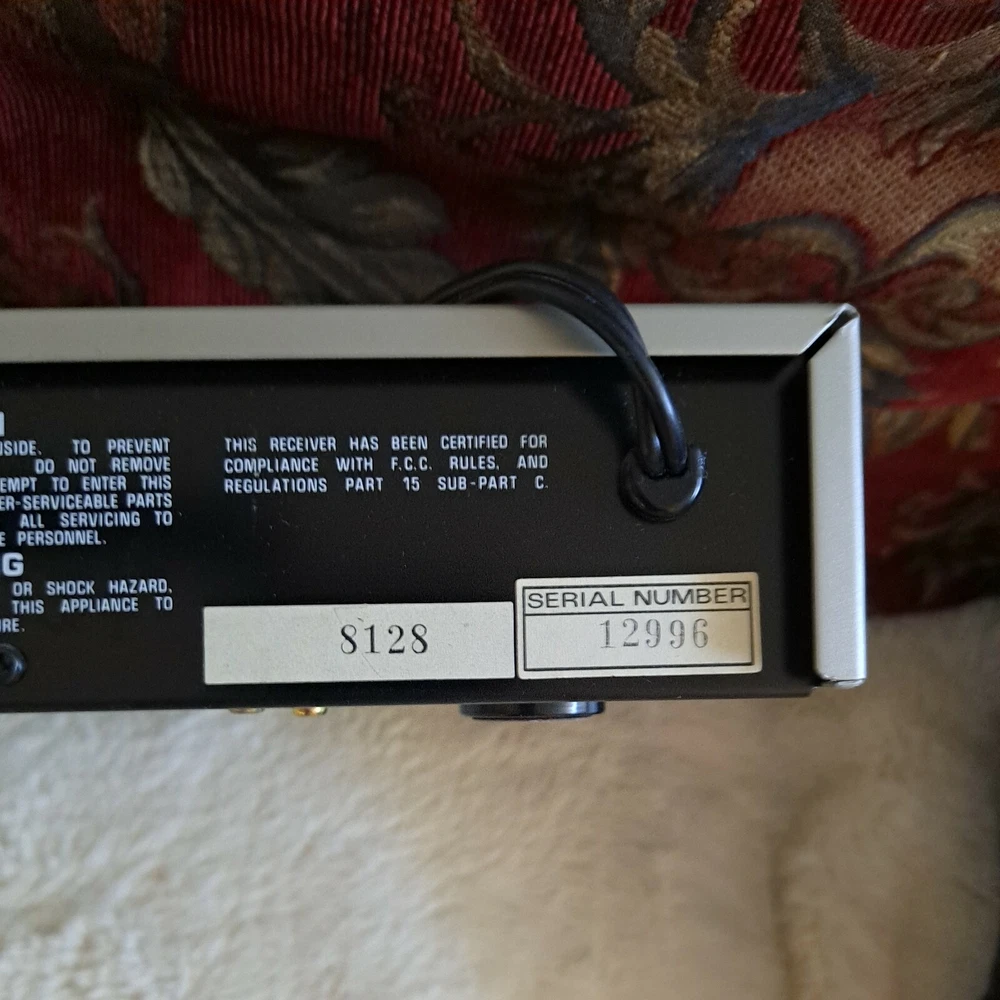 NSIDE. TO PREVENT
DO NOT REMOVE
EMPT TO ENTER THIS
ER-SERVICEABLE PARTS
ALL SERVICING TO
E PERSONNEL.
G
OR SHOCK HAZARD,
THIS APPLIANCE TO
URE.
THIS RECEIVER HAS BEEN CERTIFIED FOR
COMPLIANCE WITH F.C.C. RULES, AND
REGULATIONS PART 15 SUB-PART C.
8128
SERIAL NUMBER
12996